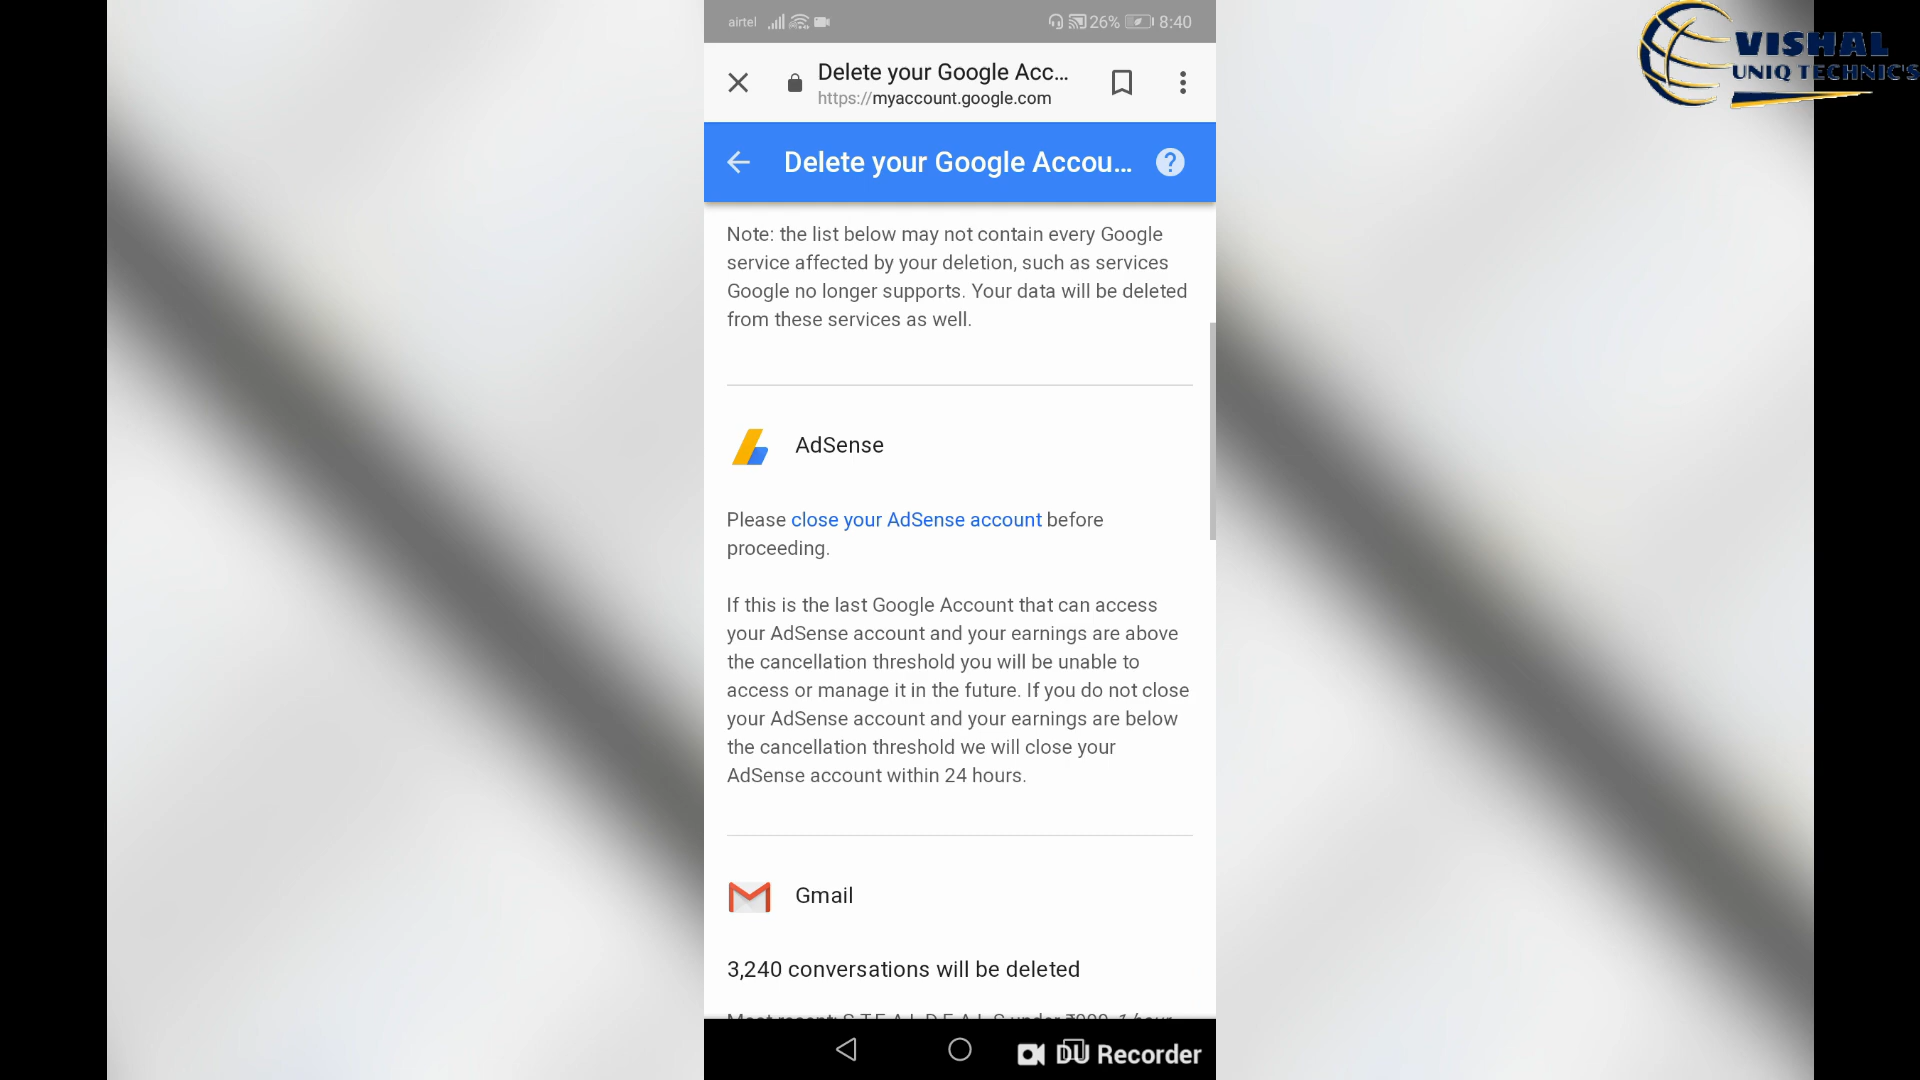 airtel 26% 8:40
VISHAL
UNIQ TECHNIC'S
Delete your Google Acc...
https://myaccount.google.com
Delete your Google Accou...
Note: the list below may not contain every Google
service affected by your deletion, such as services
Google no longer supports. Your data will be deleted
from these services as well.
AdSense
Please close your AdSense account before
proceeding.
If this is the last Google Account that can access
your AdSense account and your earnings are above
the cancellation threshold you will be unable to
access or manage it in the future. If you do not close
your AdSense account and your earnings are below
the cancellation threshold we will close your
AdSense account within 24 hours.
Gmail
3,240 conversations will be deleted
Most recent: S T E A L D E A L S under ₹999, 1 hour
DU Recorder